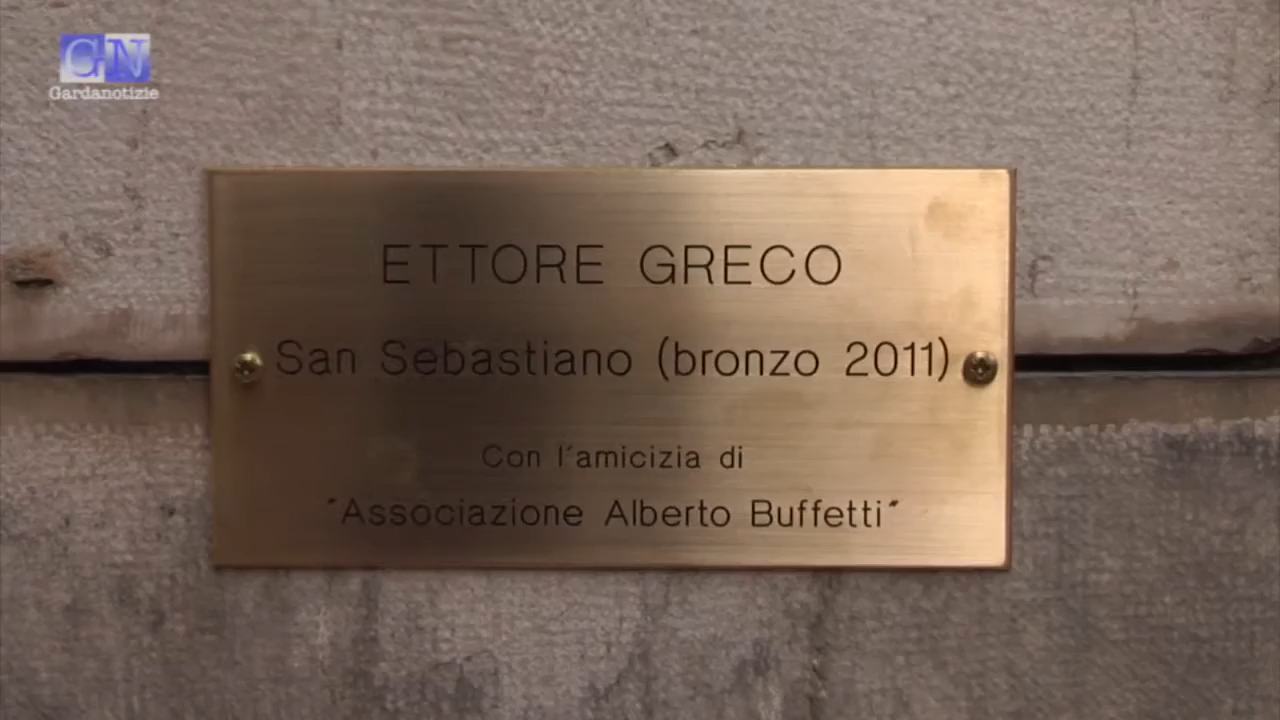 GN
Gardanotizie
ETTORE GRECO
San Sebastiano (bronzo 2011)
Con l'amicizia di
"Associazione Alberto Buffetti"